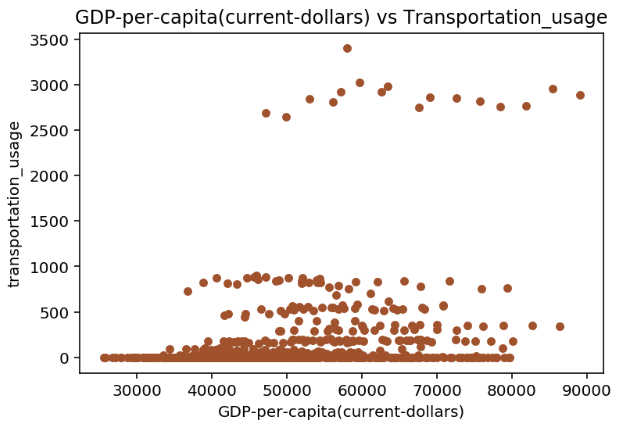 GDP-per-capita(current-dollars) vs Transportation_usage
3500
3000
2500
2000
1500
1000
500
0
transportation_usage
30000 40000 50000 60000 70000 80000 90000
GDP-per-capita(current-dollars)